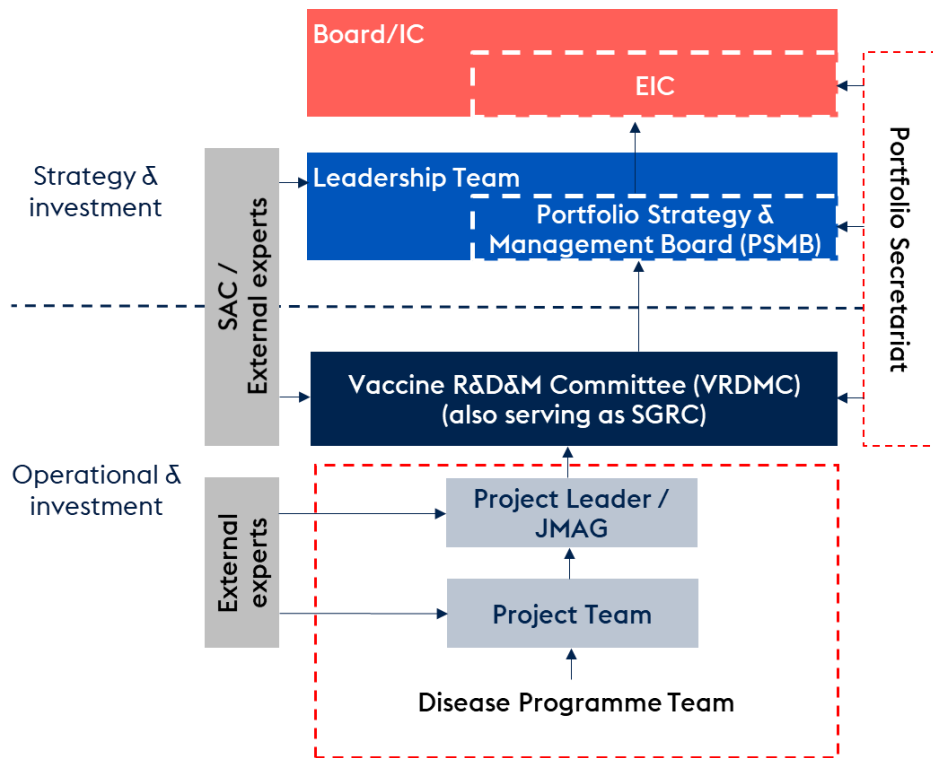 Board/IC
EIC
Strategy &
investment
Leadership Team
Portfolio Strategy &
Management Board (PSMB)
SAC /
External experts
Portfolio Secretariat
Vaccine R&D&M Committee (VRDMC)
(also serving as SGRC)
Operational &
investment
External
experts
Project Leader /
JMAG
Project Team
Disease Programme Team